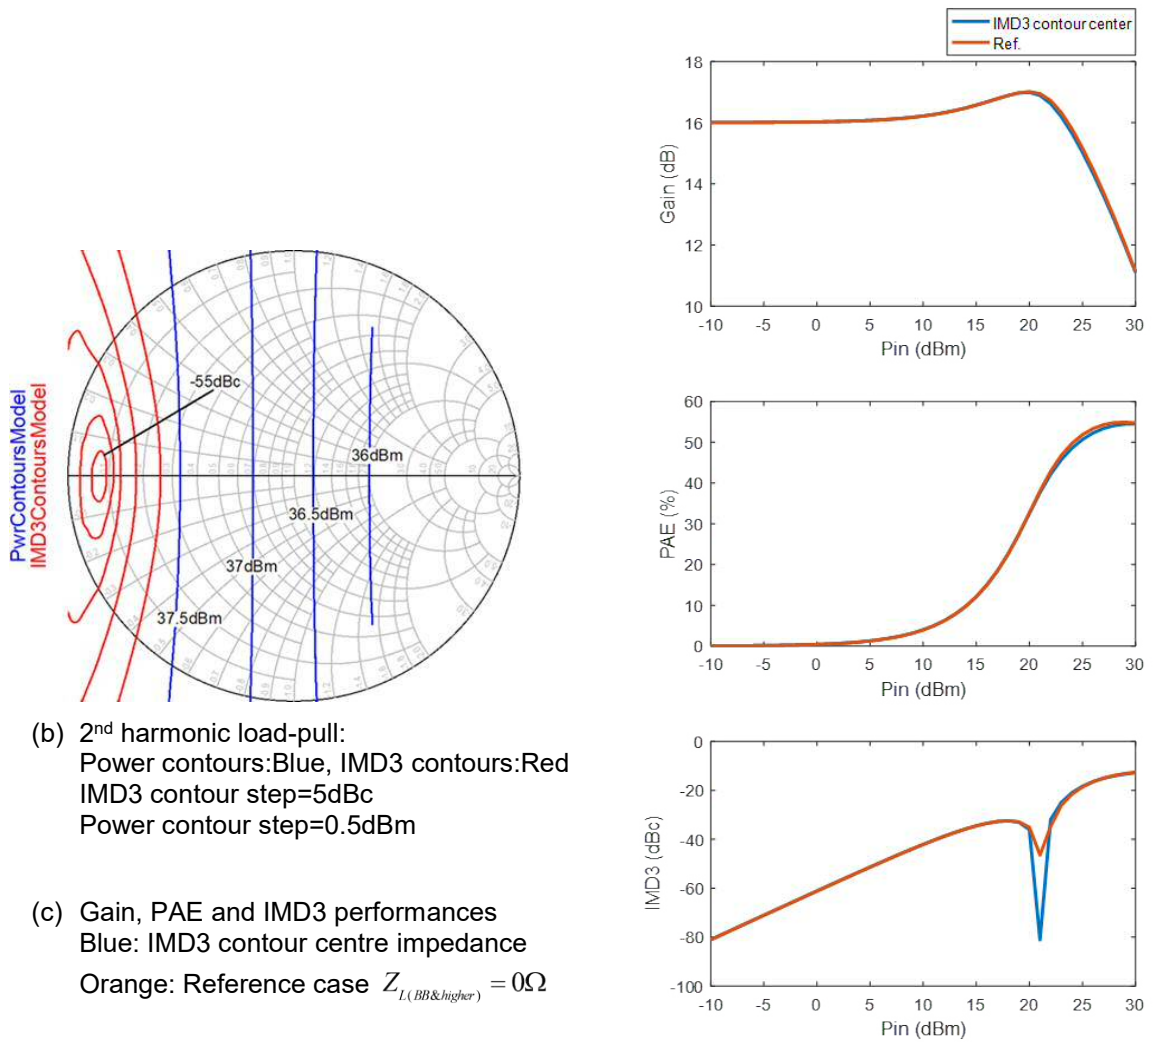 IMD3 contour center
Ref.
18
16
14
12
10
Gain (dB)
-10 -5 0 5 10 15 20 25 30
Pin (dBm)
PwrContoursModel
IMD3ContoursModel
-55dBc
36dBm
36.5dBm
37dBm
37.5dBm
60
50
40
30
20
10
0
PAE (%)
-10 -5 0 5 10 15 20 25 30
Pin (dBm)
(b) 2nd harmonic load-pull:
Power contours:Blue, IMD3 contours:Red
IMD3 contour step=5dBc
Power contour step=0.5dBm
(c) Gain, PAE and IMD3 performances
Blue: IMD3 contour centre impedance
Orange: Reference case Z_L(BB&higher) = 0Ω
0
-20
-40
-60
-80
-100
IMD3 (dBc)
-10 -5 0 5 10 15 20 25 30
Pin (dBm)